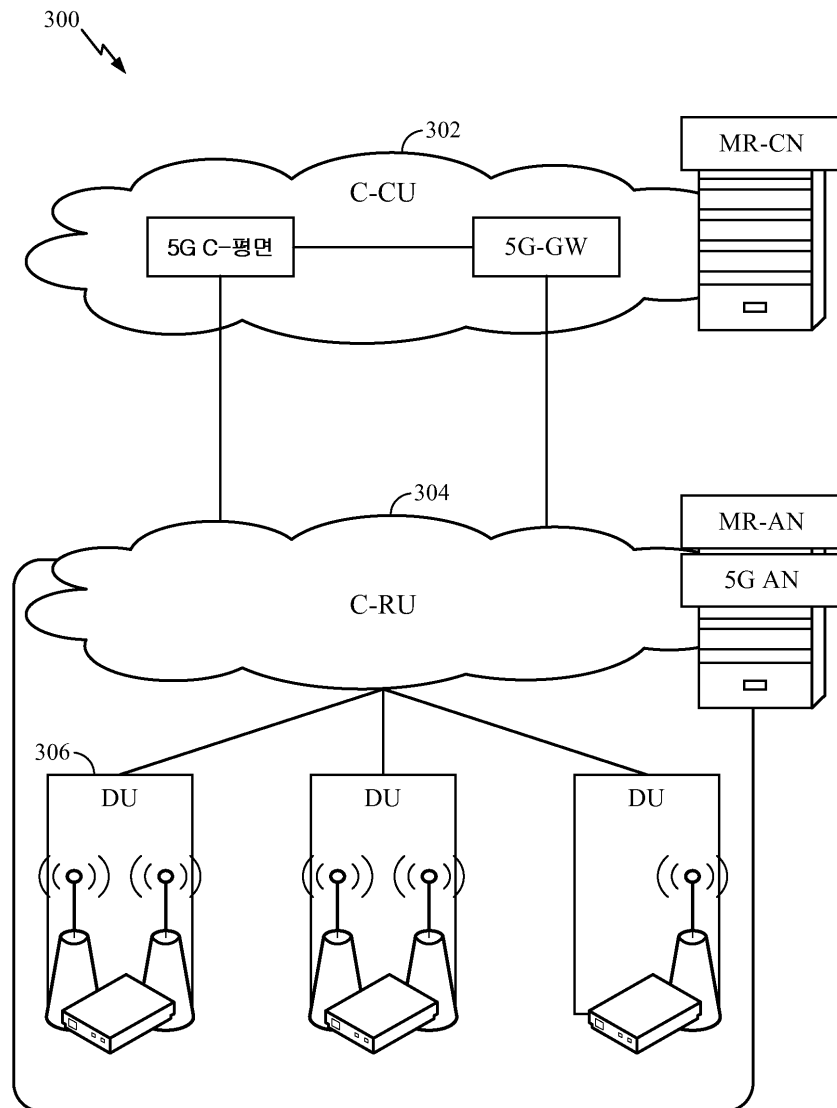 300
302
MR-CN
C-CU
5G C-평면
5G-GW
304
MR-AN
5G AN
C-RU
306
DU
DU
DU